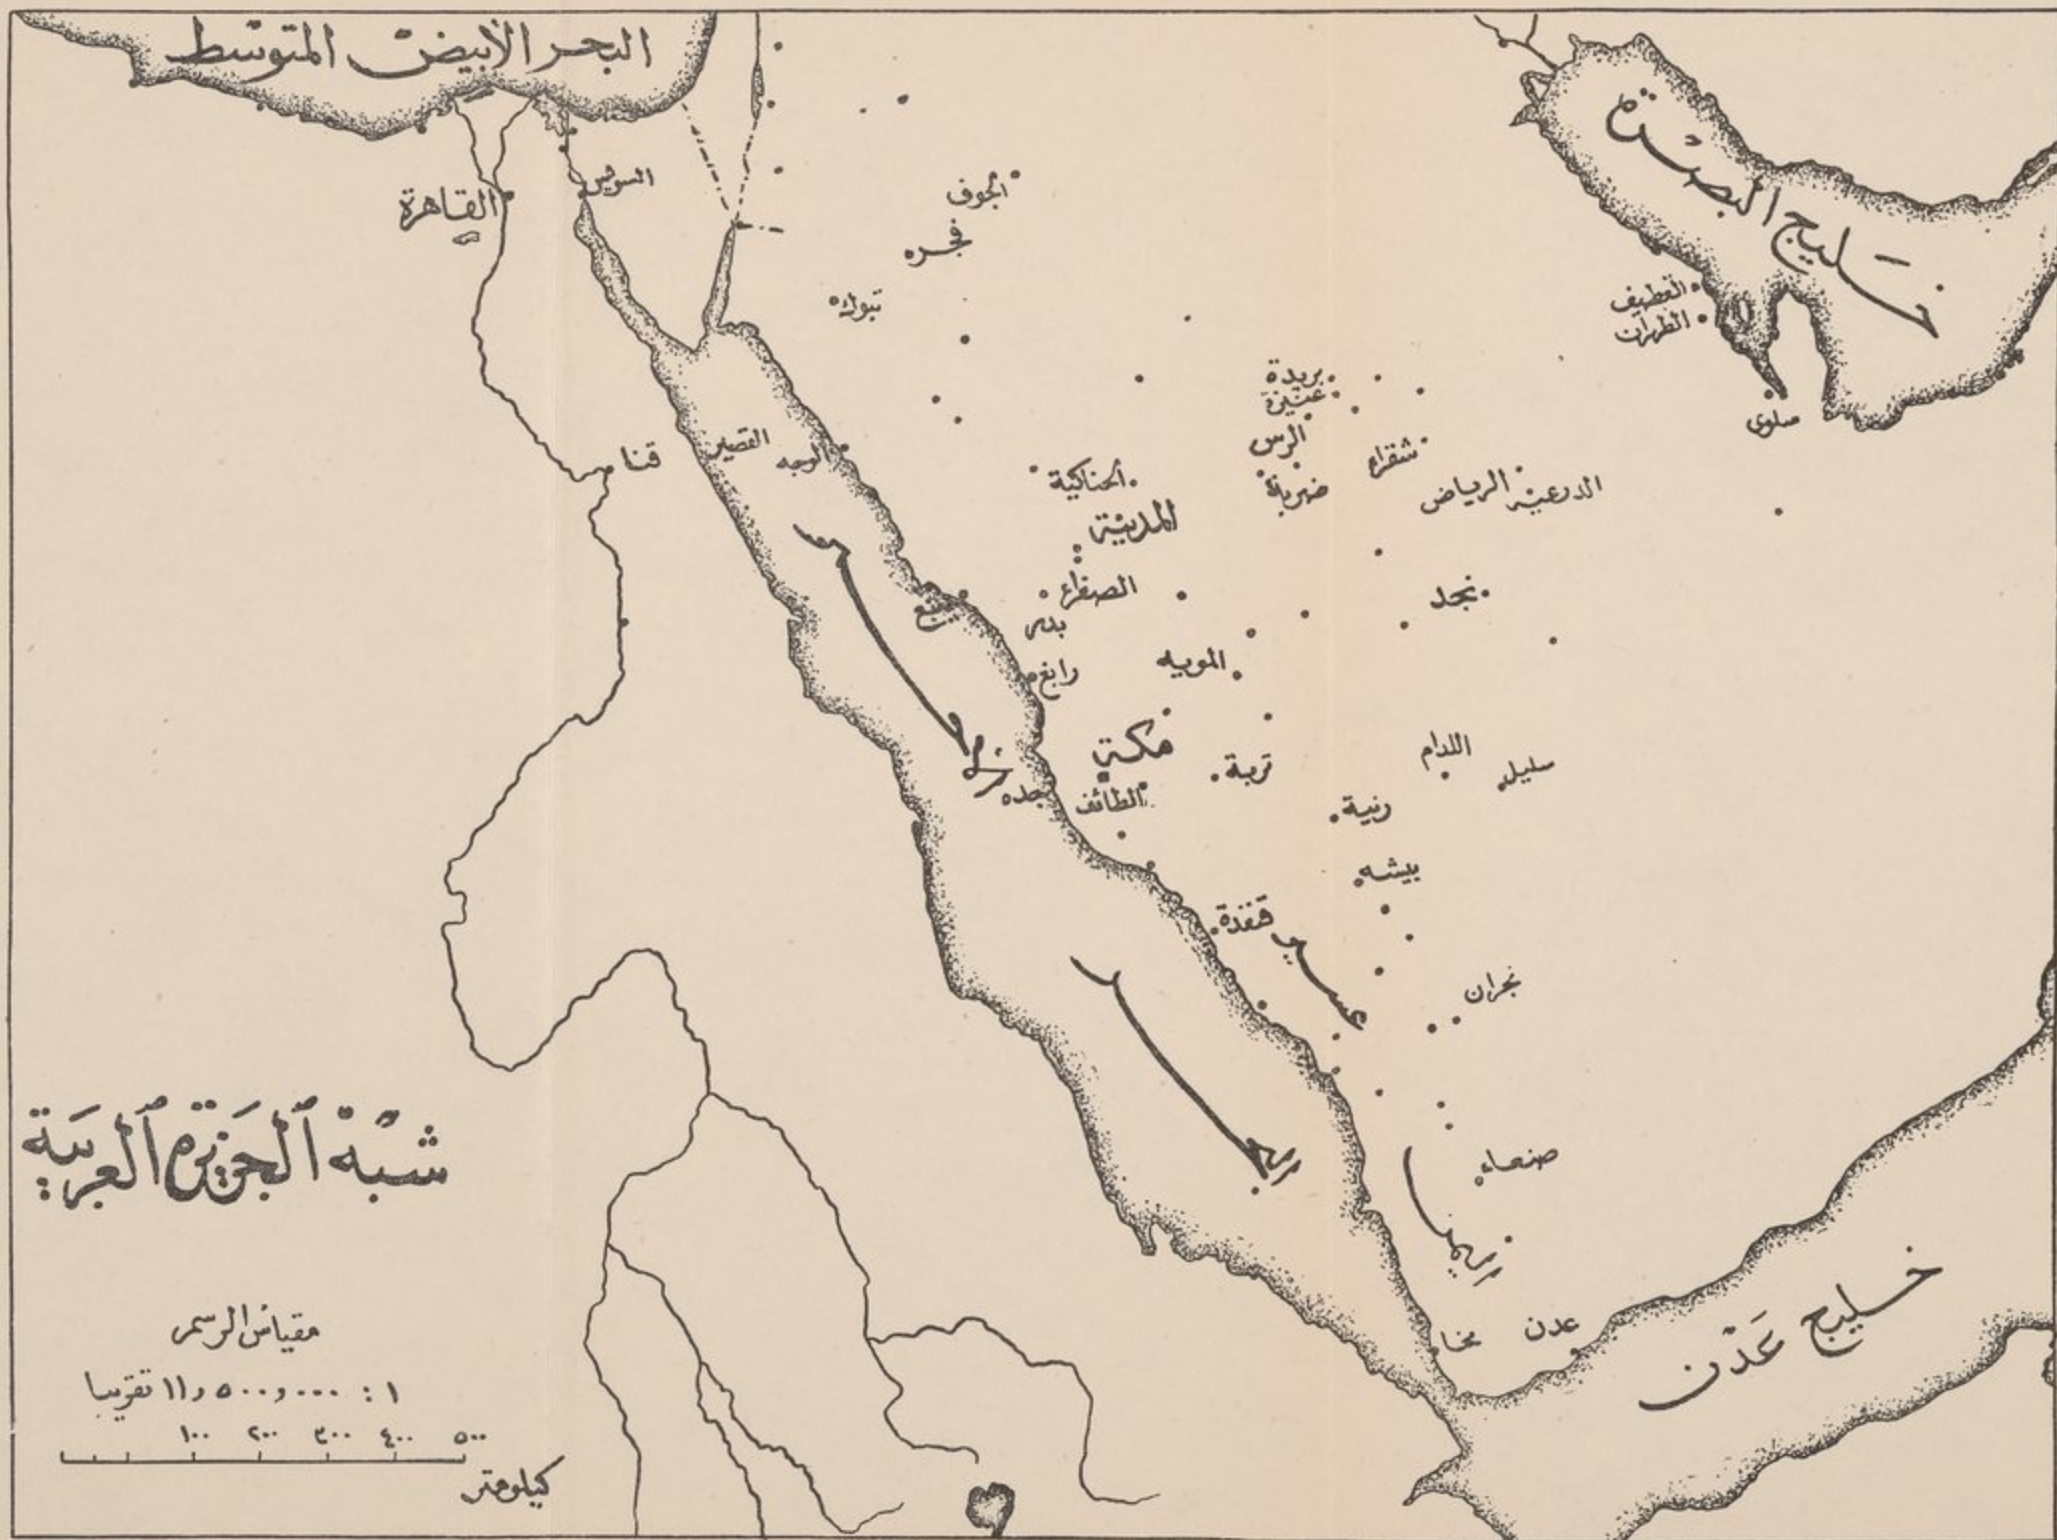 البحر الأبيض المتوسط
خليج البصرة
السويس
القاهرة
الجوف
فجره
تبوك
القطيف
الظهران
سلوى
بريدة
عنيزة
الرس
شقراء
ضرية
الدرعية
الرياض
قنا
القصير
الوجه
الحناكية
المدينة
الصفراء
بدر
ينبع
رابغ
المويه
نجد
مكة
جده
الطائف
تربة
رنية
اللدام
سليل
بيشه
قنفذة
عسير
نجران
البحر
الأحمر
صنعاء
اليمن
مخا
عدن
خليج عدن
شبه الجزيرة العربية
مقياس الرسم
١ : ١١٫٥٠٠٫٠٠٠ تقريبا
١٠٠ ٢٠٠ ٣٠٠ ٤٠٠ ٥٠٠
كيلومتر